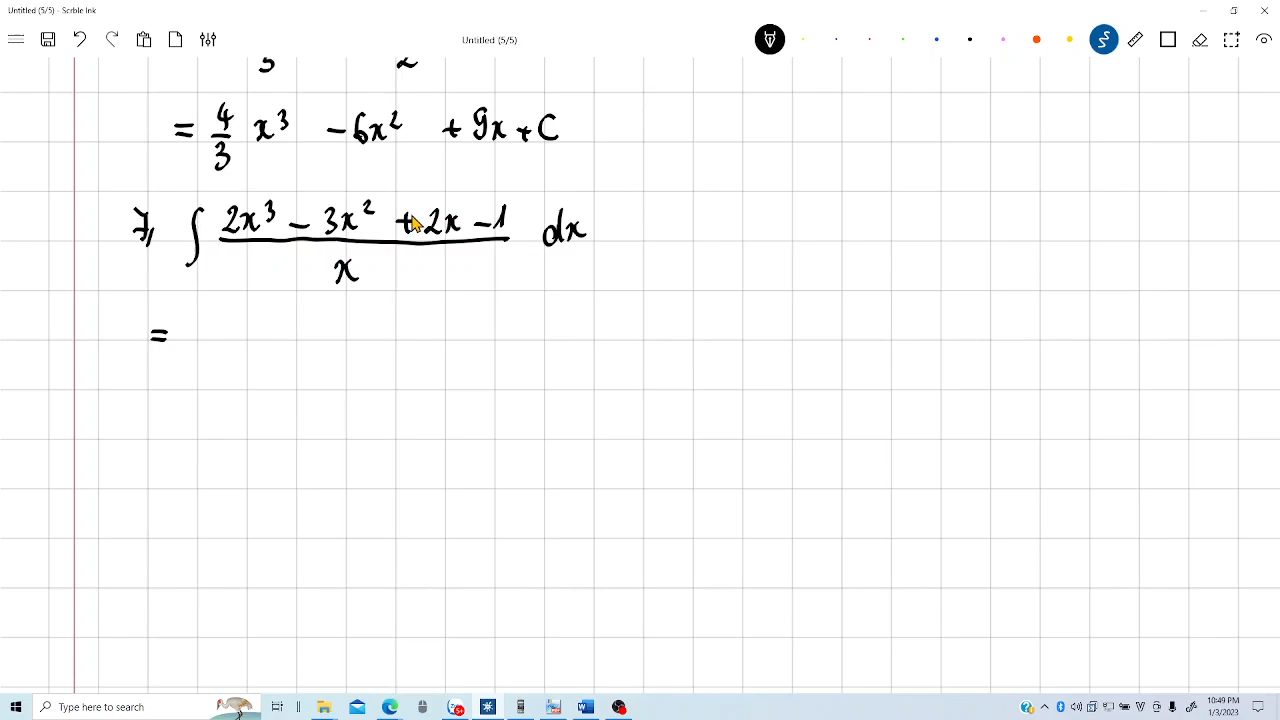 Untitled (5/5) - Scrble Ink
Untitled (5/5)
= 4/3 x³ - 6x² + 9x + C
7, ∫ (2x³ - 3x² + 2x - 1)/x dx
=
Type here to search
10:49 PM
1/3/2023